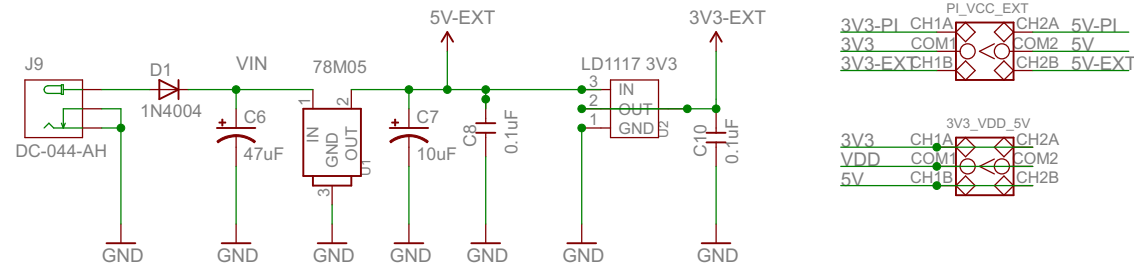 J9
DC-044-AH
GND
D1
1N4004
VIN
C6
47uF
GND
78M05
1
2
IN
GND
OUT
U1
3
GND
5V-EXT
C7
10uF
GND
C8
0.1uF
GND
LD1117 3V3
3 IN
2 OUT
1 GND
U2
GND
3V3-EXT
C10
0.1uF
GND
PI_VCC_EXT
3V3-PI CH1A CH2A 5V-PI
3V3 COM1 COM2 5V
3V3-EXT CH1B CH2B 5V-EXT
3V3_VDD_5V
3V3 CH1A CH2A
VDD COM1 COM2
5V CH1B CH2B